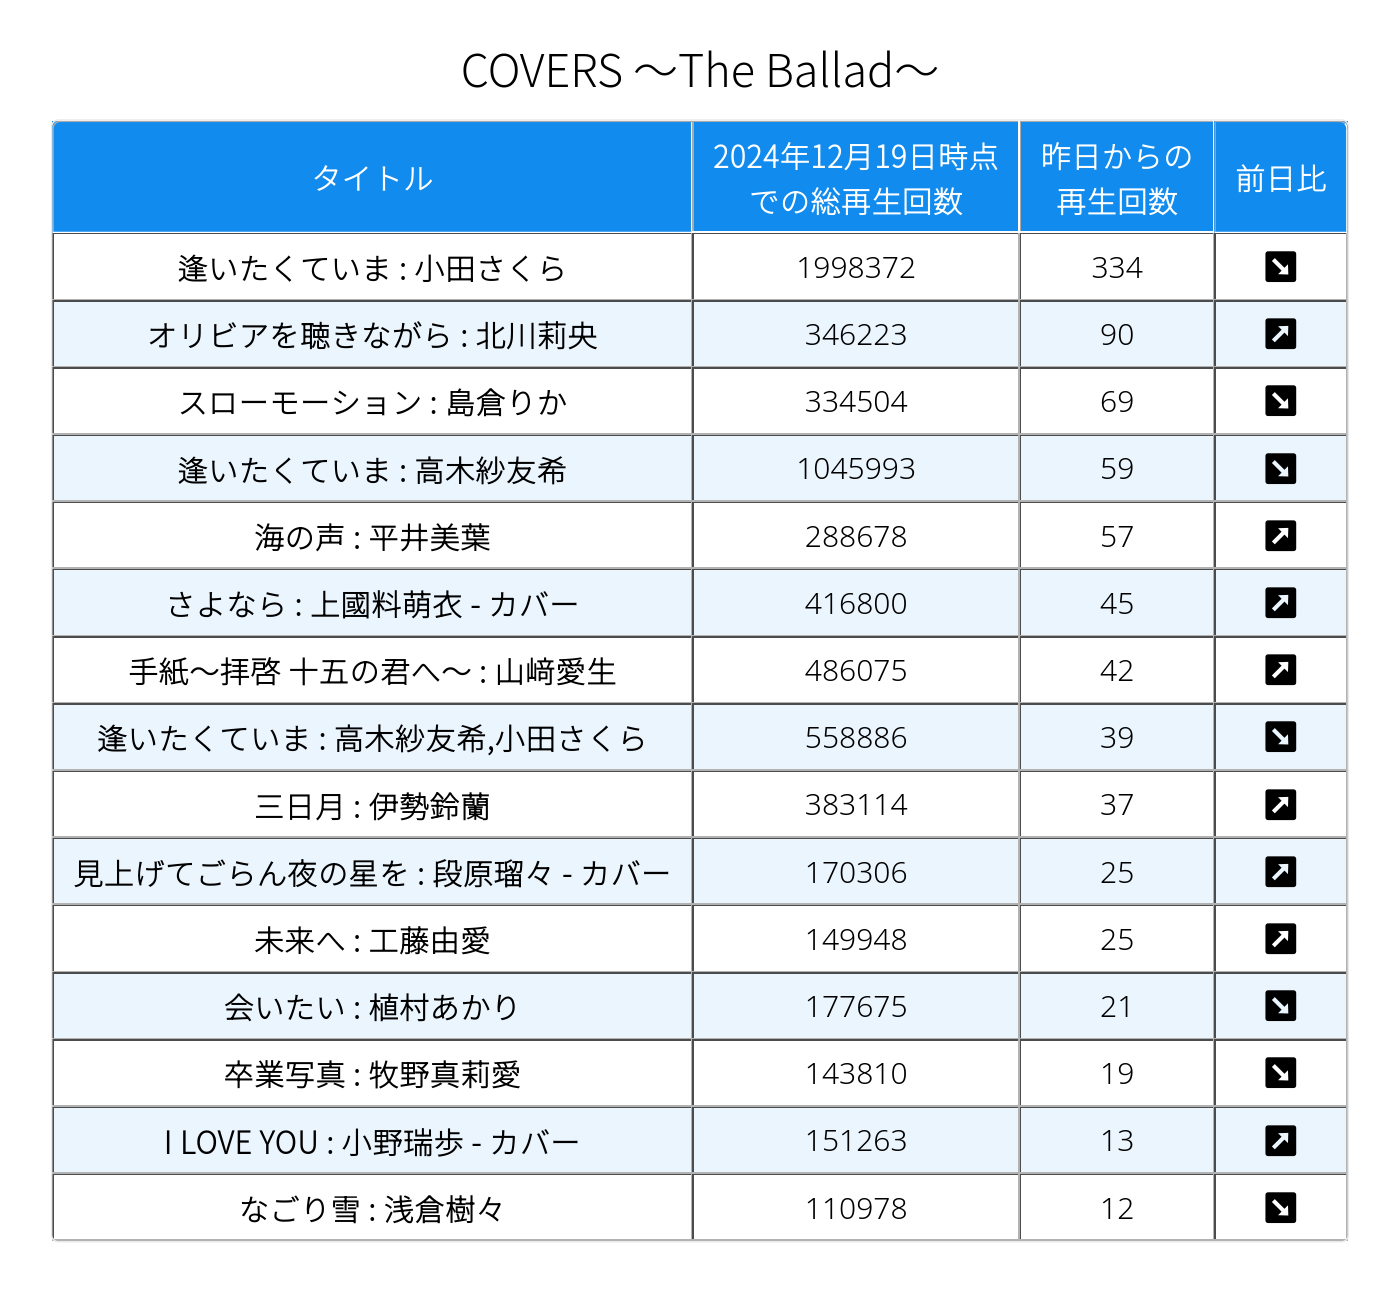 COVERS ～The Ballad～
タイトル 2024年12月19日時点での総再生回数 昨日からの再生回数 前日比
逢いたくていま : 小田さくら 1998372 334 ↘
オリビアを聴きながら : 北川莉央 346223 90 ↗
スローモーション : 島倉りか 334504 69 ↘
逢いたくていま : 高木紗友希 1045993 59 ↘
海の声 : 平井美葉 288678 57 ↗
さよなら : 上國料萌衣 - カバー 416800 45 ↗
手紙～拝啓 十五の君へ～ : 山﨑愛生 486075 42 ↗
逢いたくていま : 高木紗友希,小田さくら 558886 39 ↘
三日月 : 伊勢鈴蘭 383114 37 ↗
見上げてごらん夜の星を : 段原瑠々 - カバー 170306 25 ↗
未来へ : 工藤由愛 149948 25 ↗
会いたい : 植村あかり 177675 21 ↘
卒業写真 : 牧野真莉愛 143810 19 ↘
I LOVE YOU : 小野瑞歩 - カバー 151263 13 ↗
なごり雪 : 浅倉樹々 110978 12 ↘